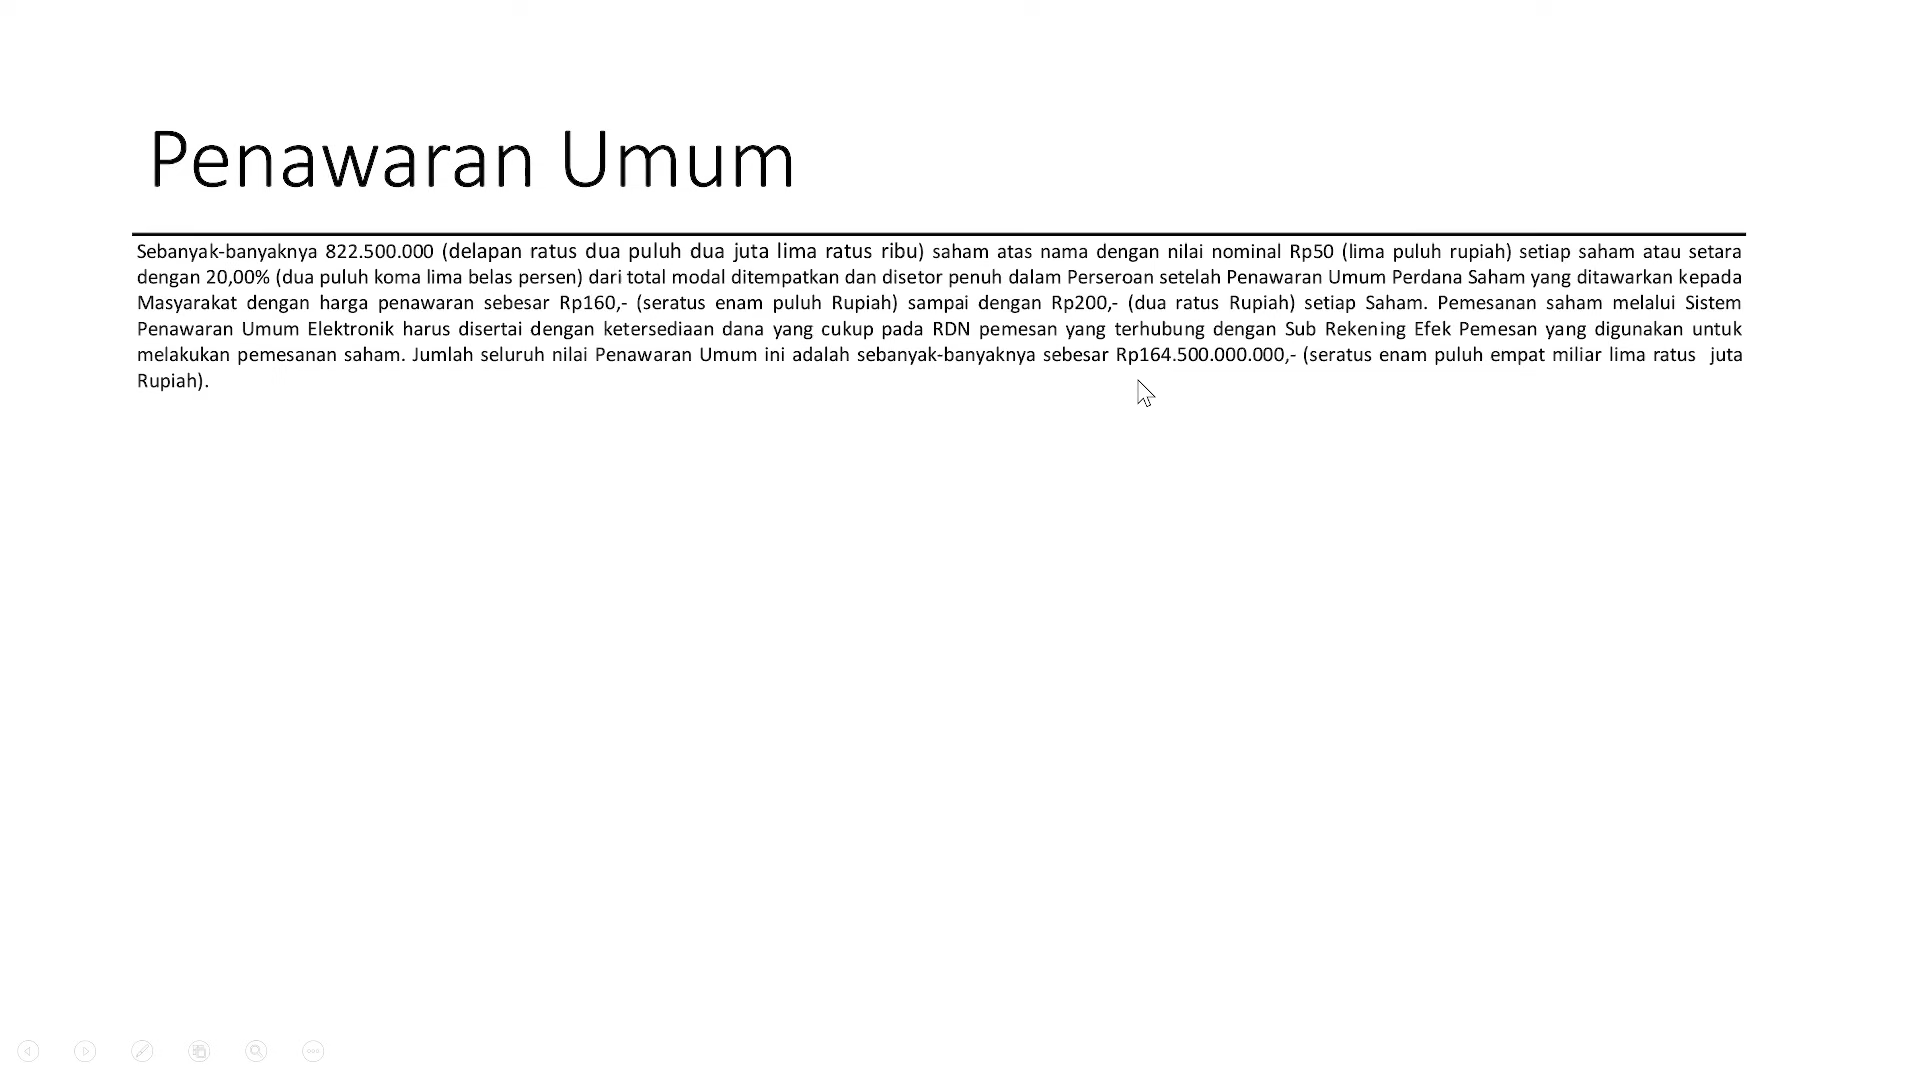 Penawaran Umum
Sebanyak-banyaknya 822.500.000 (delapan ratus dua puluh dua juta lima ratus ribu) saham atas nama dengan nilai nominal Rp50 (lima puluh rupiah) setiap saham atau setara
dengan 20,00% (dua puluh koma lima belas persen) dari total modal ditempatkan dan disetor penuh dalam Perseroan setelah Penawaran Umum Perdana Saham yang ditawarkan kepada
Masyarakat dengan harga penawaran sebesar Rp160,- (seratus enam puluh Rupiah) sampai dengan Rp200,- (dua ratus Rupiah) setiap Saham. Pemesanan saham melalui Sistem
Penawaran Umum Elektronik harus disertai dengan ketersediaan dana yang cukup pada RDN pemesan yang terhubung dengan Sub Rekening Efek Pemesan yang digunakan untuk
melakukan pemesanan saham. Jumlah seluruh nilai Penawaran Umum ini adalah sebanyak-banyaknya sebesar Rp164.500.000.000,- (seratus enam puluh empat miliar lima ratus juta
Rupiah).